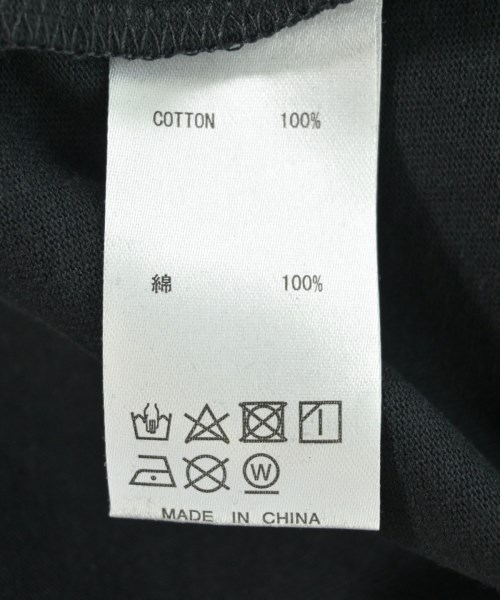 COTTON 100%
綿 100%
W
MADE IN CHINA